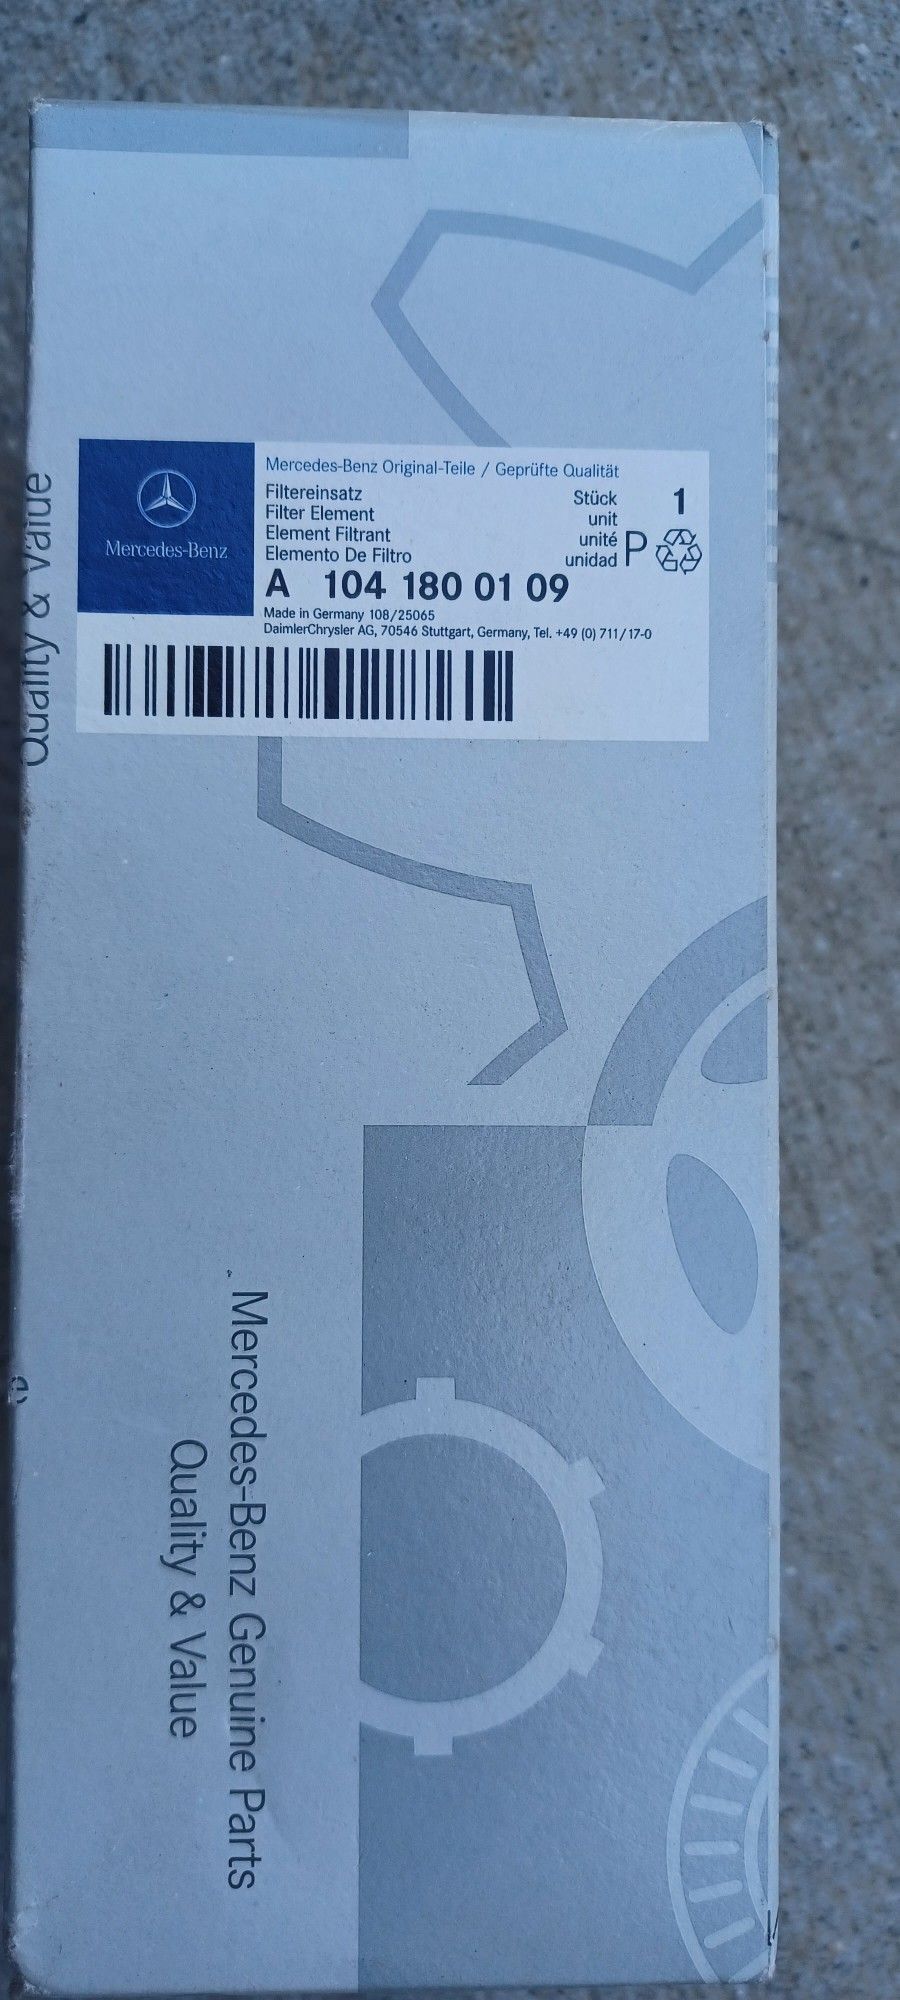 Mercedes-Benz
Mercedes-Benz Original-Teile / Geprüfte Qualität
Filtereinsatz Stück 1
Filter Element unit
Element Filtrant unité P
Elemento De Filtro unidad
A 104 180 01 09
Made in Germany 108/25065
DaimlerChrysler AG, 70546 Stuttgart, Germany, Tel. +49 (0) 711/17-0
Quality & Value
Mercedes-Benz Genuine Parts
Quality & Value